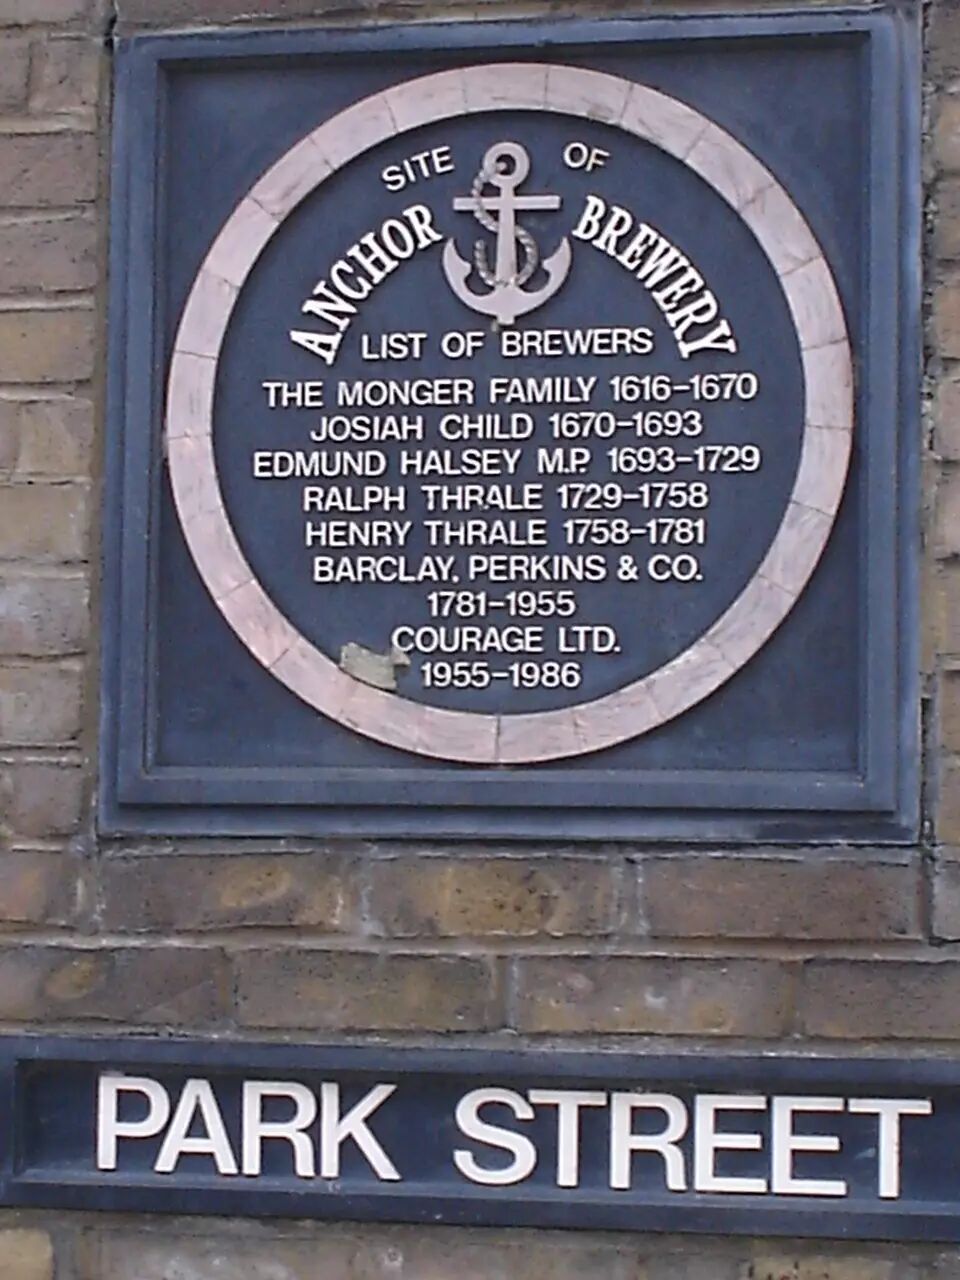 SITE OF
ANCHOR BREWERY
LIST OF BREWERS
THE MONGER FAMILY 1616-1670
JOSIAH CHILD 1670-1693
EDMUND HALSEY M.P. 1693-1729
RALPH THRALE 1729-1758
HENRY THRALE 1758-1781
BARCLAY, PERKINS & CO.
1781-1955
COURAGE LTD.
1955-1986
PARK STREET